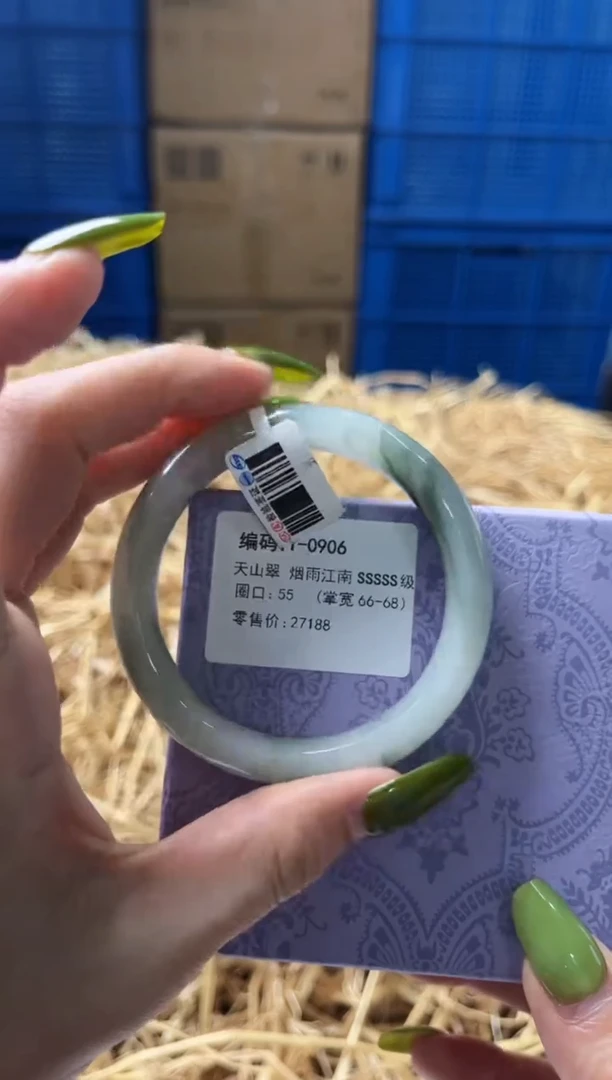 编码:T-0906
天山翠 烟雨江南 SSSSS级
圈口: 55 (掌宽 66-68)
零售价: 27188